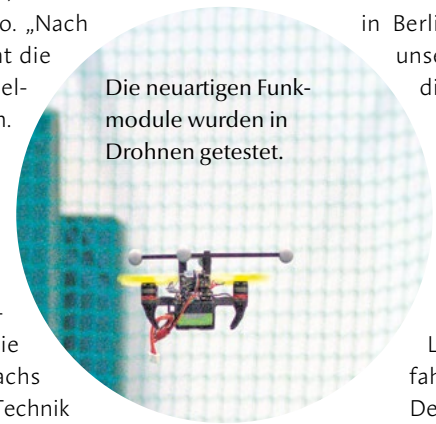 o. „Nach
t die
el-
n.
ie
achs
Technik
Die neuartigen Funk-
module wurden in
Drohnen getestet.
in Berli
unse
di
L
fah
De